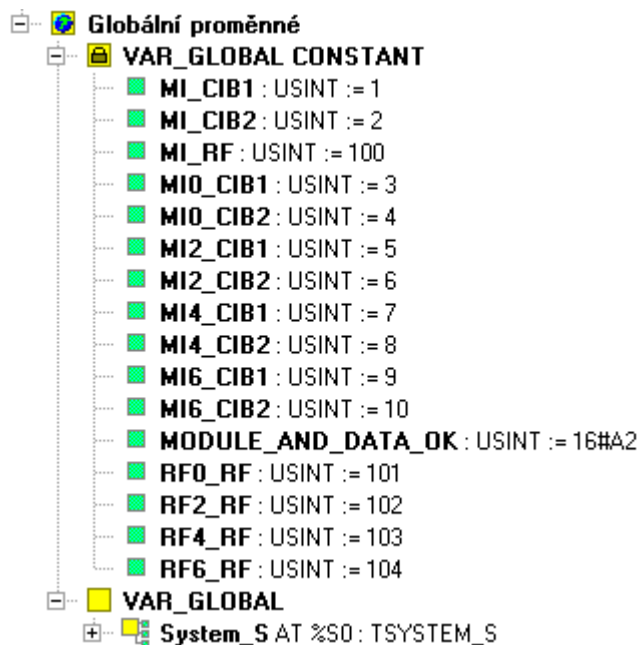 Globální proměnné
VAR_GLOBAL CONSTANT
MI_CIB1 : USINT := 1
MI_CIB2 : USINT := 2
MI_RF : USINT := 100
MI0_CIB1 : USINT := 3
MI0_CIB2 : USINT := 4
MI2_CIB1 : USINT := 5
MI2_CIB2 : USINT := 6
MI4_CIB1 : USINT := 7
MI4_CIB2 : USINT := 8
MI6_CIB1 : USINT := 9
MI6_CIB2 : USINT := 10
MODULE_AND_DATA_OK : USINT := 16#A2
RF0_RF : USINT := 101
RF2_RF : USINT := 102
RF4_RF : USINT := 103
RF6_RF : USINT := 104
VAR_GLOBAL
System_S AT %S0 : TSYSTEM_S